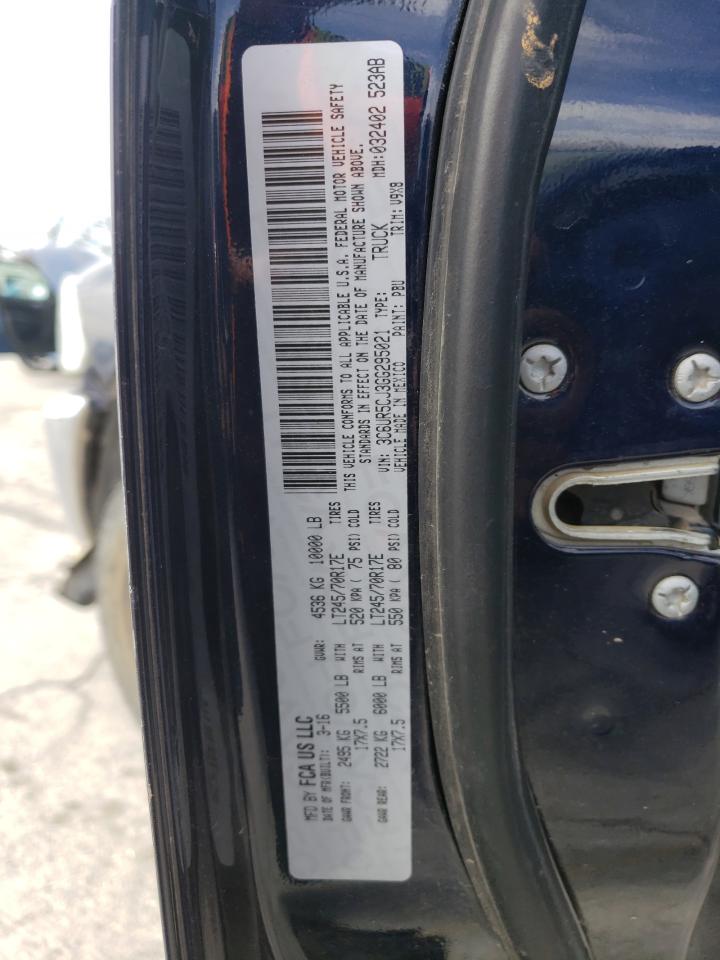 MFD BY FCA US LLC
DATE OF MFR(BUILT): 3-16 GVWR: 4536 KG 10000 LB
GAWR FRONT: 2495 KG 5500 LB WITH LT245/70R17E TIRES
17X7.5 RIMS AT 520 KPA ( 75 PSI) COLD
GAWR REAR: 2722 KG 6000 LB WITH LT245/70R17E TIRES
17X7.5 RIMS AT 550 KPA ( 80 PSI) COLD
THIS VEHICLE CONFORMS TO ALL APPLICABLE U.S.A. FEDERAL MOTOR VEHICLE SAFETY
STANDARDS IN EFFECT ON THE DATE OF MANUFACTURE SHOWN ABOVE.
VIN: 3C6UR5CJ3GG295021 TYPE: TRUCK MDH:032402 523AB
VEHICLE MADE IN MEXICO PAINT: PBU TRIM: V9X8